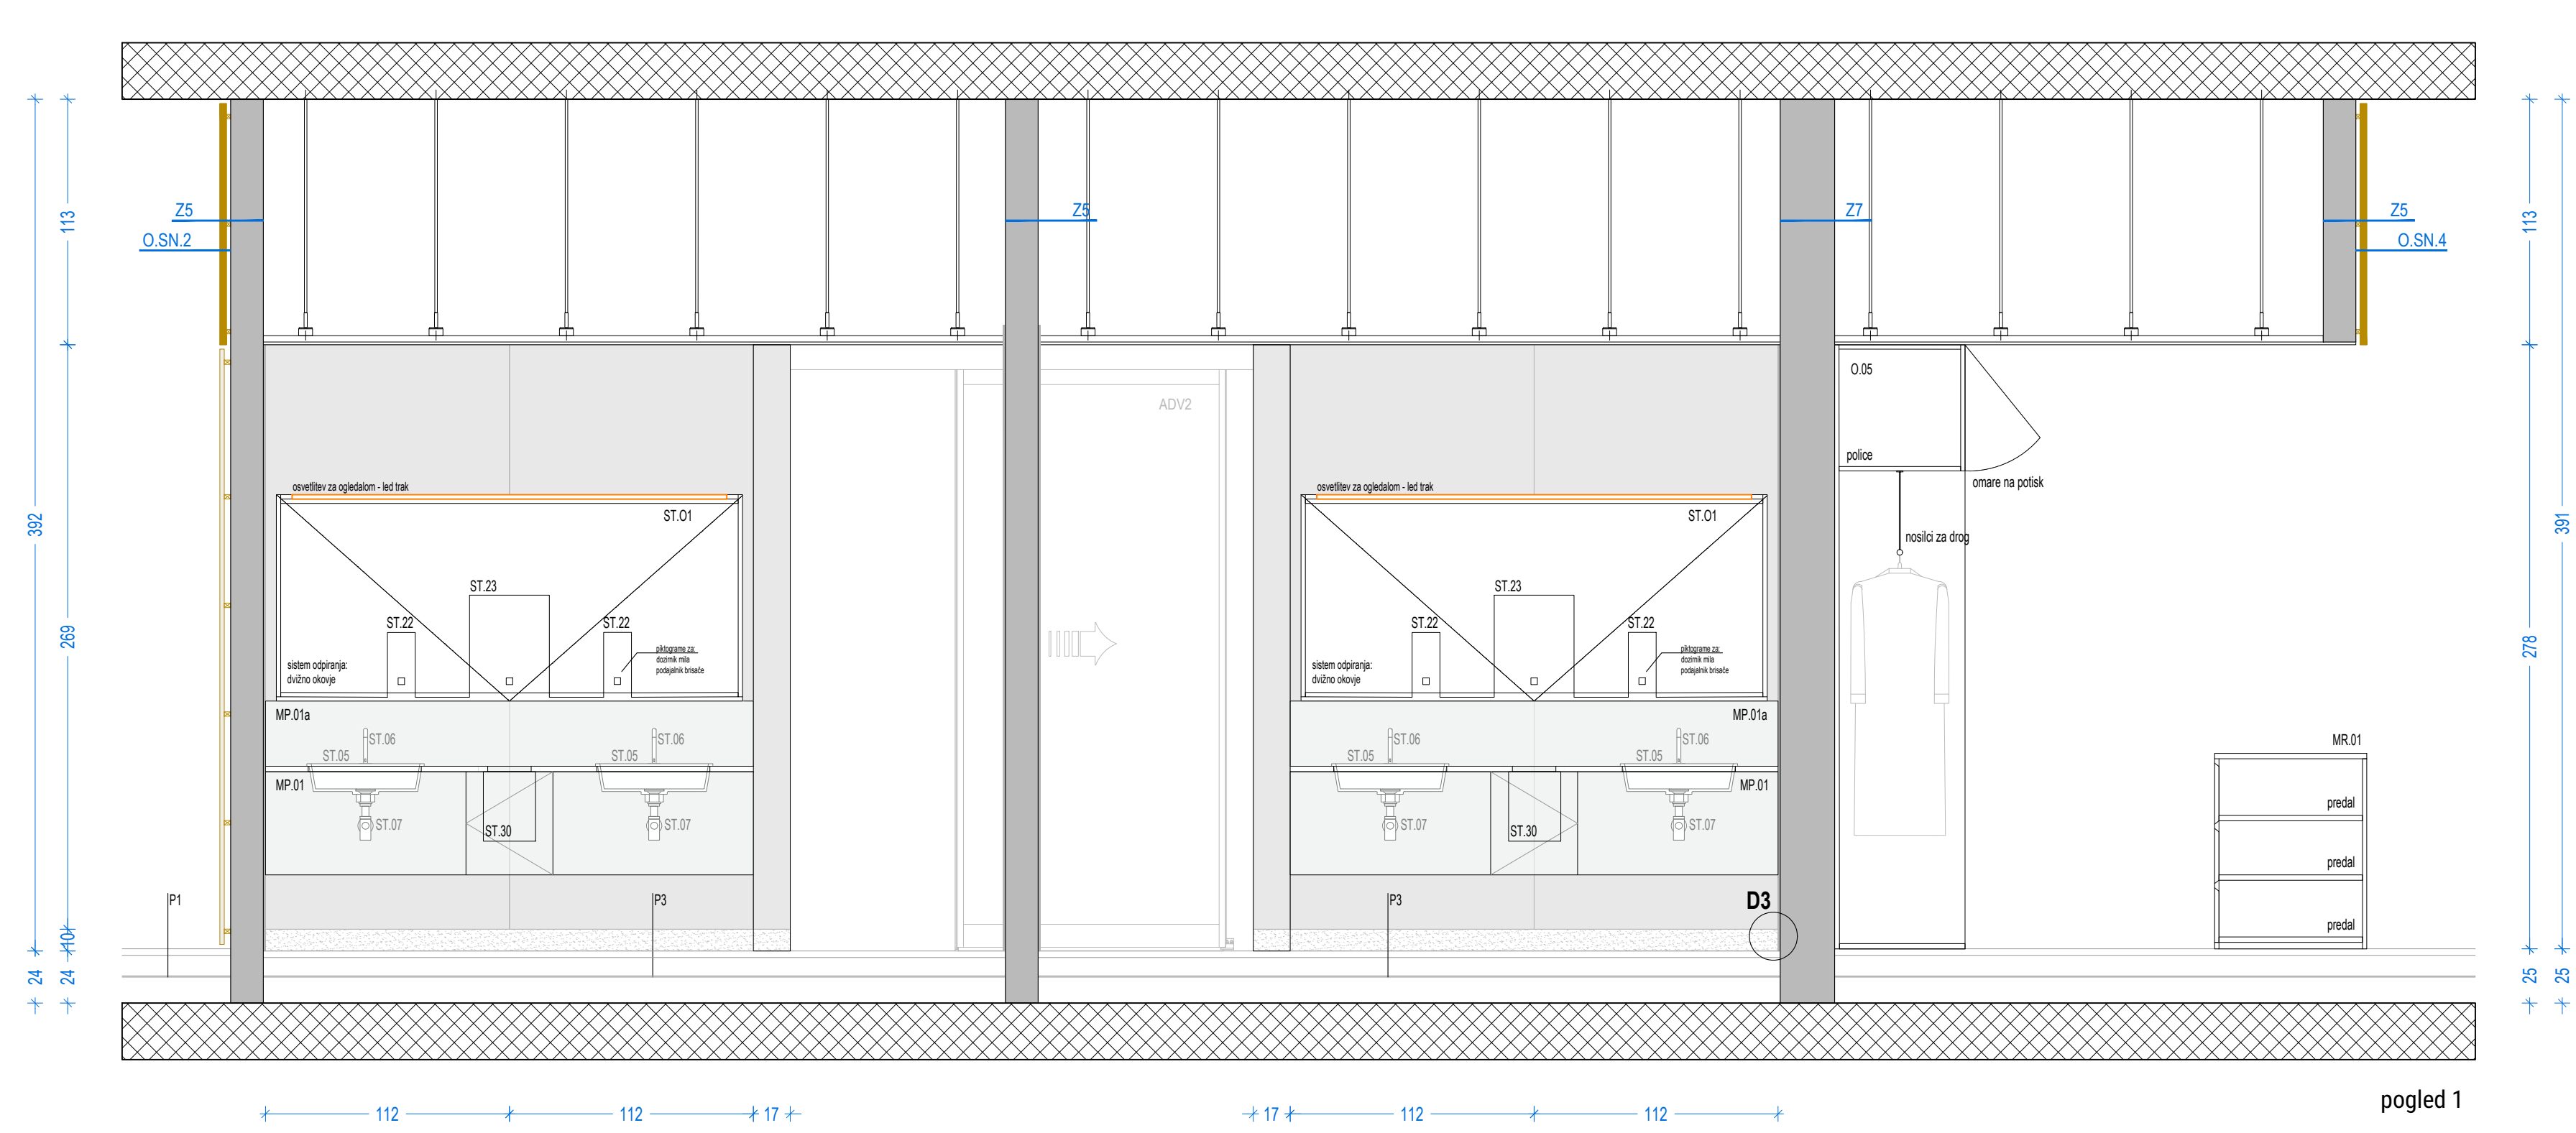 Z5
Z5
Z7
Z5
O.SN.2
O.SN.4
113
113
O.05
ADV2
police
omare na potisk
osvetlitev za ogledalom - led trak
osvetlitev za ogledalom - led trak
ST.O1
ST.O1
392
391
nosilci za drog
ST.23
ST.23
ST.22
ST.22
ST.22
ST.22
269
278
piktograme za:
dozirnik mila
podajalnik brisače
piktograme za:
dozirnik mila
podajalnik brisače
sistem odpiranja:
dvižno okovje
sistem odpiranja:
dvižno okovje
MP.01a
MP.01a
ST.06
ST.06
ST.06
ST.06
MR.01
ST.05
ST.05
ST.05
ST.05
MP.01
MP.01
predal
ST.07
ST.07
ST.07
ST.07
ST.30
ST.30
predal
P1
P3
P3
D3
predal
10
24
24
25
25
pogled 1
112
112
17
17
112
112